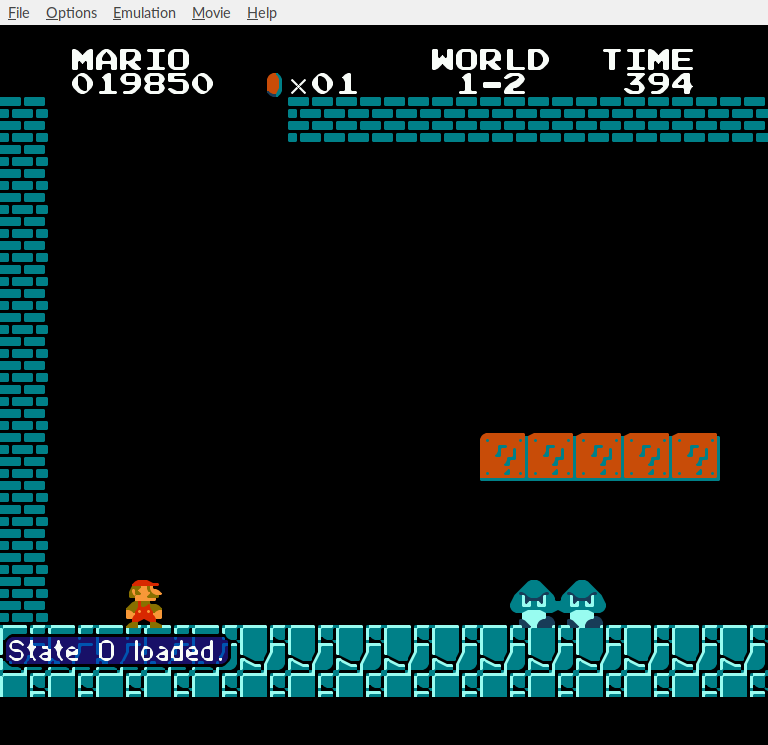 File Options Emulation Movie Help
MARIO WORLD TIME
019850 ×01 1-2 394
? ? ? ? ?
State 0 loaded.